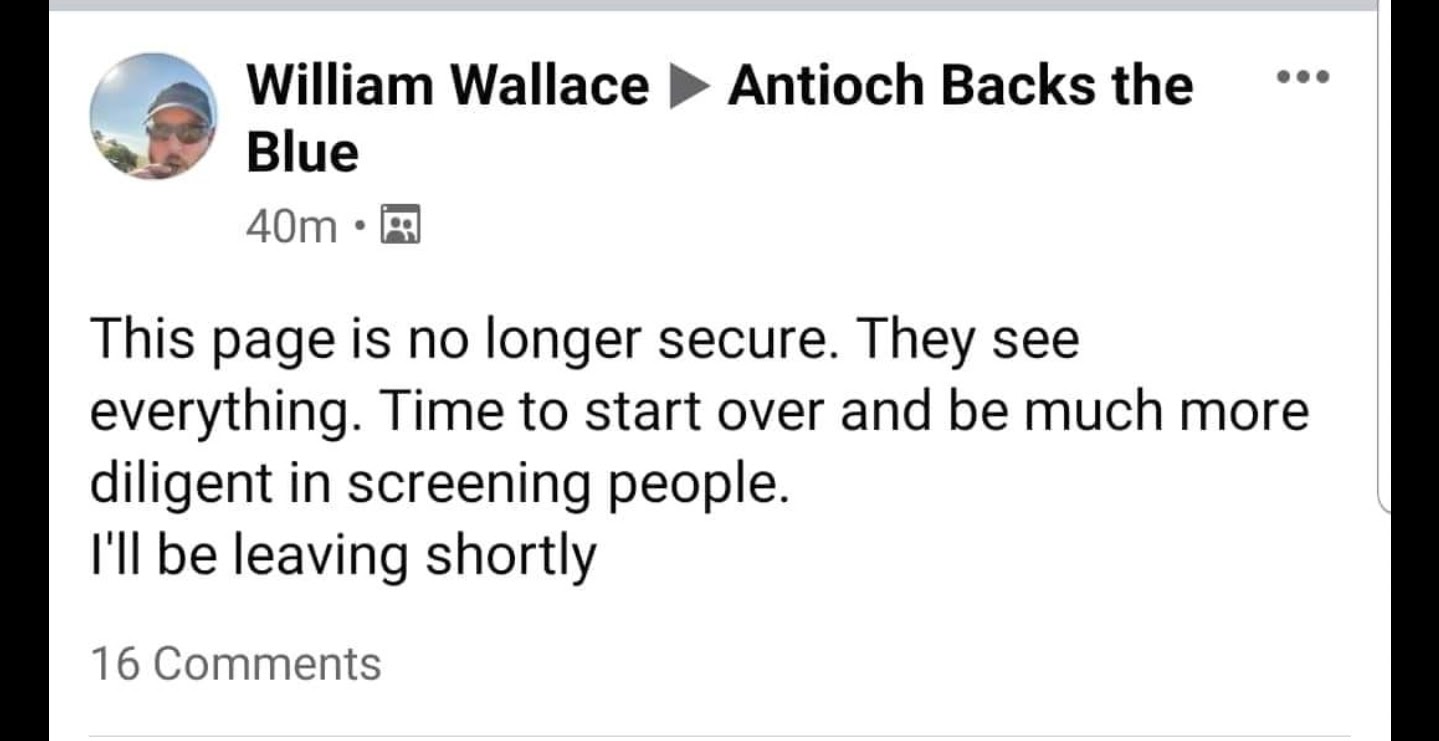 William Wallace ▶ Antioch Backs the
Blue
40m •
This page is no longer secure. They see
everything. Time to start over and be much more
diligent in screening people.
I'll be leaving shortly
16 Comments